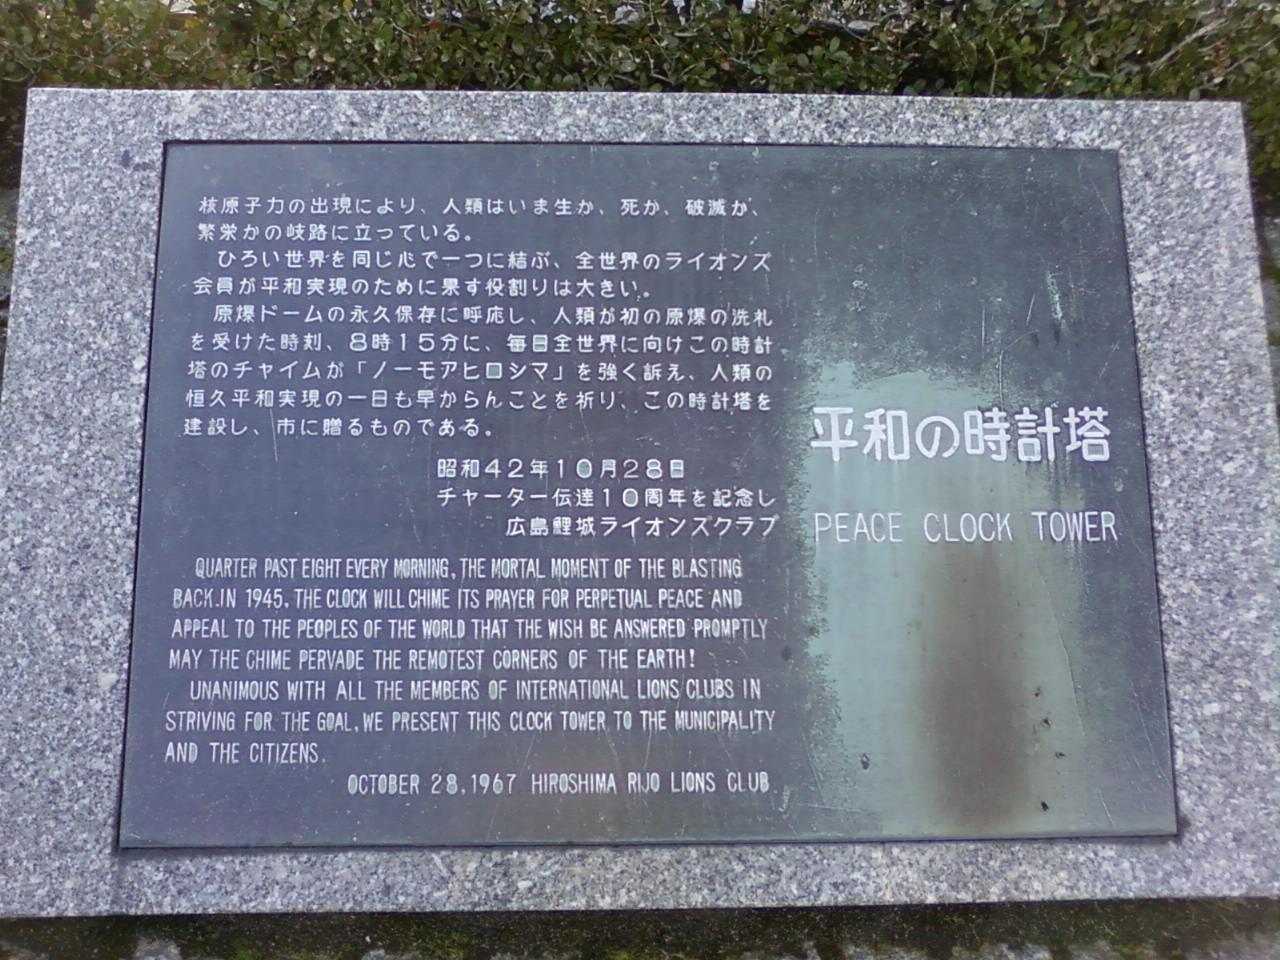 核原子力の出現により、人類はいま生か、死か、破滅か、
繁栄かの岐路に立っている。
ひろい世界を同じ心で一つに結ぶ、全世界のライオンズ
会員が平和実現のために果す役割りは大きい。
原爆ドームの永久保存に呼応し、人類が初の原爆の洗礼
を受けた時刻、8時15分に、毎日全世界に向けこの時計
塔のチャイムが「ノーモアヒロシマ」を強く訴え、人類の
恒久平和実現の一日も早からんことを祈り、この時計塔を
建設し、市に贈るものである。
昭和42年10月28日
チャーター伝達10周年を記念し
広島鯉城ライオンズクラブ
QUARTER PAST EIGHT EVERY MORNING, THE MORTAL MOMENT OF THE BLASTING
BACK IN 1945, THE CLOCK WILL CHIME ITS PRAYER FOR PERPETUAL PEACE AND
APPEAL TO THE PEOPLES OF THE WORLD THAT THE WISH BE ANSWERED PROMPTLY
MAY THE CHIME PERVADE THE REMOTEST CORNERS OF THE EARTH!
UNANIMOUS WITH ALL THE MEMBERS OF INTERNATIONAL LIONS CLUBS IN
STRIVING FOR THE GOAL, WE PRESENT THIS CLOCK TOWER TO THE MUNICIPALITY
AND THE CITIZENS.
OCTOBER 28, 1967 HIROSHIMA RIJO LIONS CLUB
平和の時計塔
PEACE CLOCK TOWER